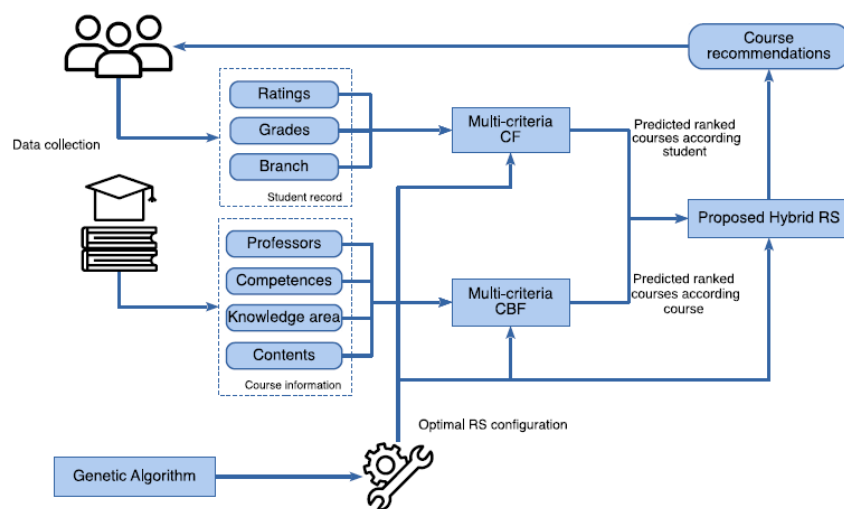 Course
recommendations
Ratings
Grades
Branch
Student record
Data collection
Multi-criteria
CF
Predicted ranked
courses according
student
Professors
Competences
Knowledge area
Contents
Course information
Multi-criteria
CBF
Proposed Hybrid RS
Predicted ranked
courses according
course
Optimal RS configuration
Genetic Algorithm